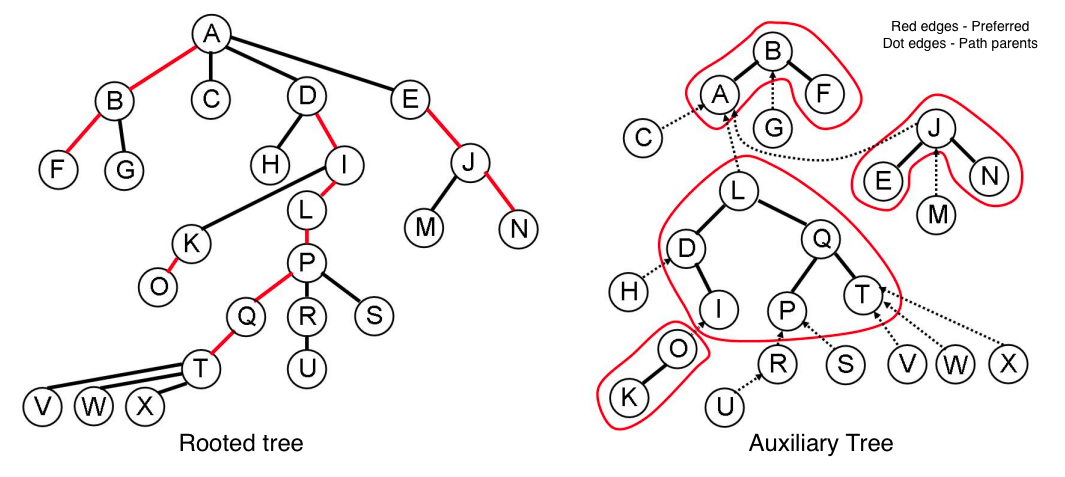 Red edges - Preferred
Dot edges - Path parents
A
B
C
D
E
F
G
H
I
J
K
L
M
N
O
P
Q
R
S
T
U
V
W
X
Rooted tree
B
A
F
C
G
J
E
N
M
L
D
Q
H
I
P
T
O
K
R
S
V
W
X
U
Auxiliary Tree